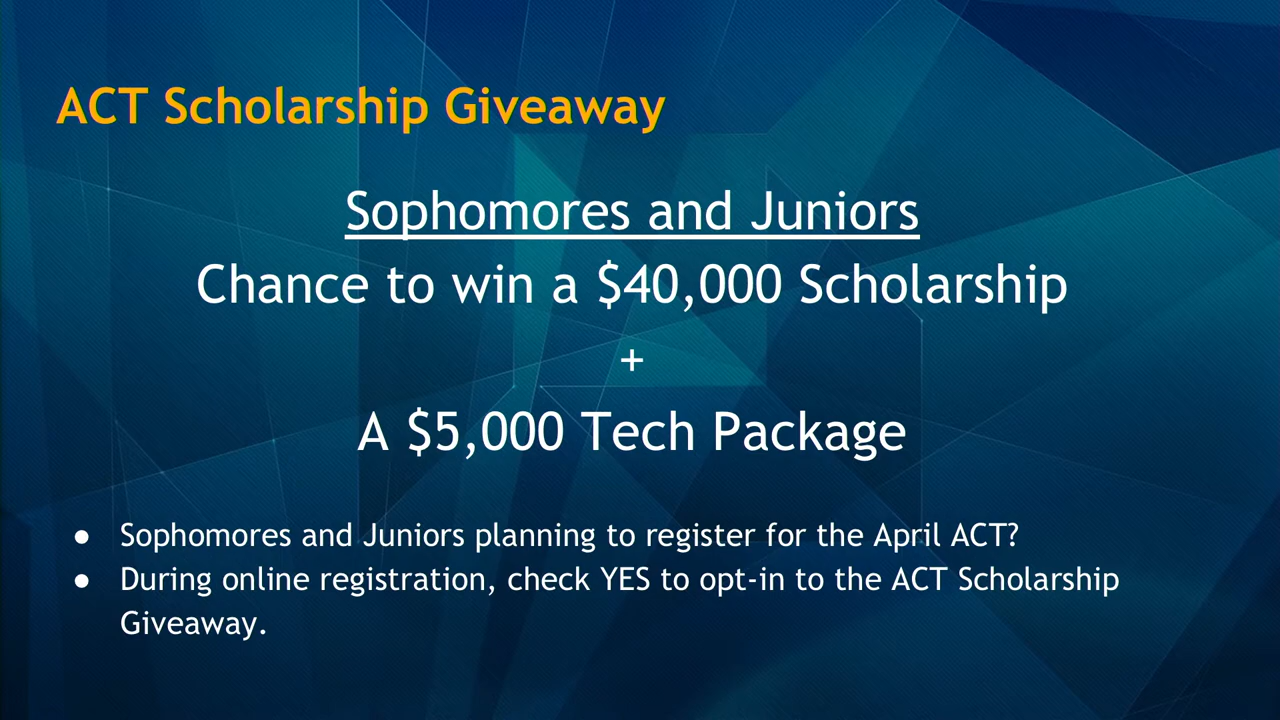 ACT Scholarship Giveaway
Sophomores and Juniors
Chance to win a $40,000 Scholarship
+
A $5,000 Tech Package
● Sophomores and Juniors planning to register for the April ACT?
● During online registration, check YES to opt-in to the ACT Scholarship
Giveaway.